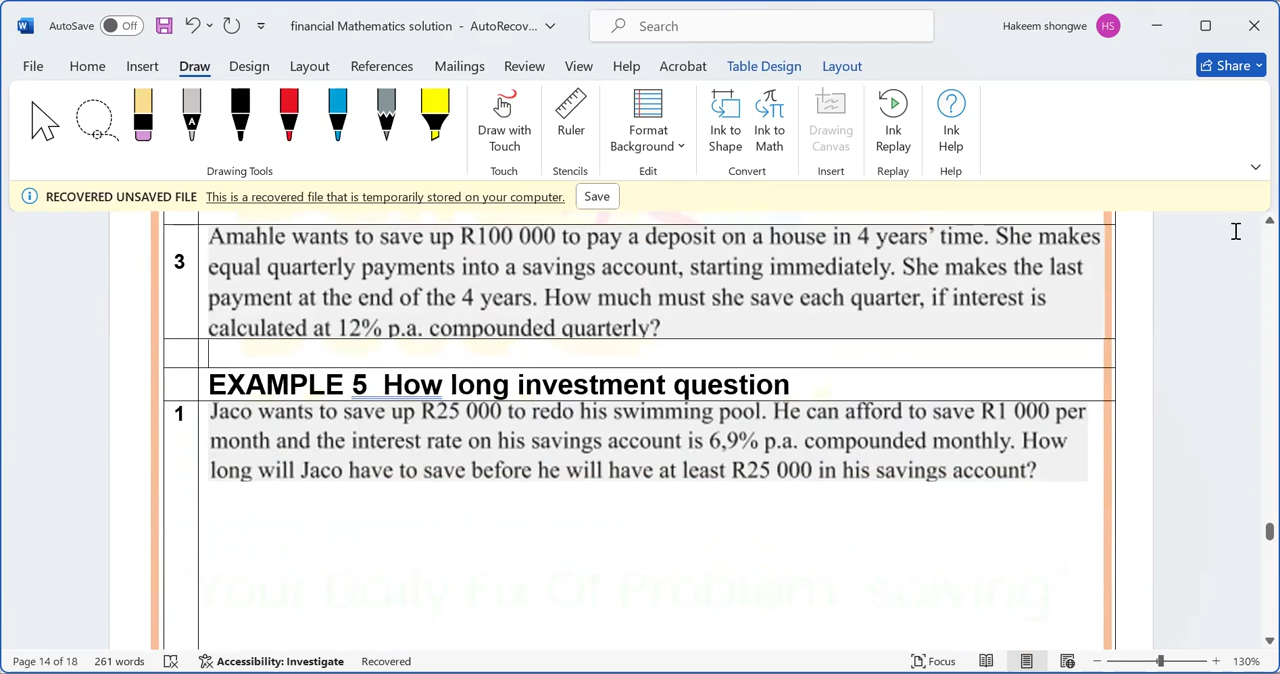 AutoSave Off financial Mathematics solution - AutoRecov... Search Hakeem shongwe HS
File Home Insert Draw Design Layout References Mailings Review View Help Acrobat Table Design Layout Share
Draw with Touch
Ruler
Format Background
Ink to Shape
Ink to Math
Drawing Canvas
Ink Replay
Ink Help
Drawing Tools Touch Stencils Edit Convert Insert Replay Help
RECOVERED UNSAVED FILE This is a recovered file that is temporarily stored on your computer. Save
3 Amahle wants to save up R100 000 to pay a deposit on a house in 4 years’ time. She makes
equal quarterly payments into a savings account, starting immediately. She makes the last
payment at the end of the 4 years. How much must she save each quarter, if interest is
calculated at 12% p.a. compounded quarterly?
EXAMPLE 5 How long investment question
1 Jaco wants to save up R25 000 to redo his swimming pool. He can afford to save R1 000 per
month and the interest rate on his savings account is 6,9% p.a. compounded monthly. How
long will Jaco have to save before he will have at least R25 000 in his savings account?
"Your Daily Fix Of Problem solving"
Page 14 of 18 261 words Accessibility: Investigate Recovered Focus 130%